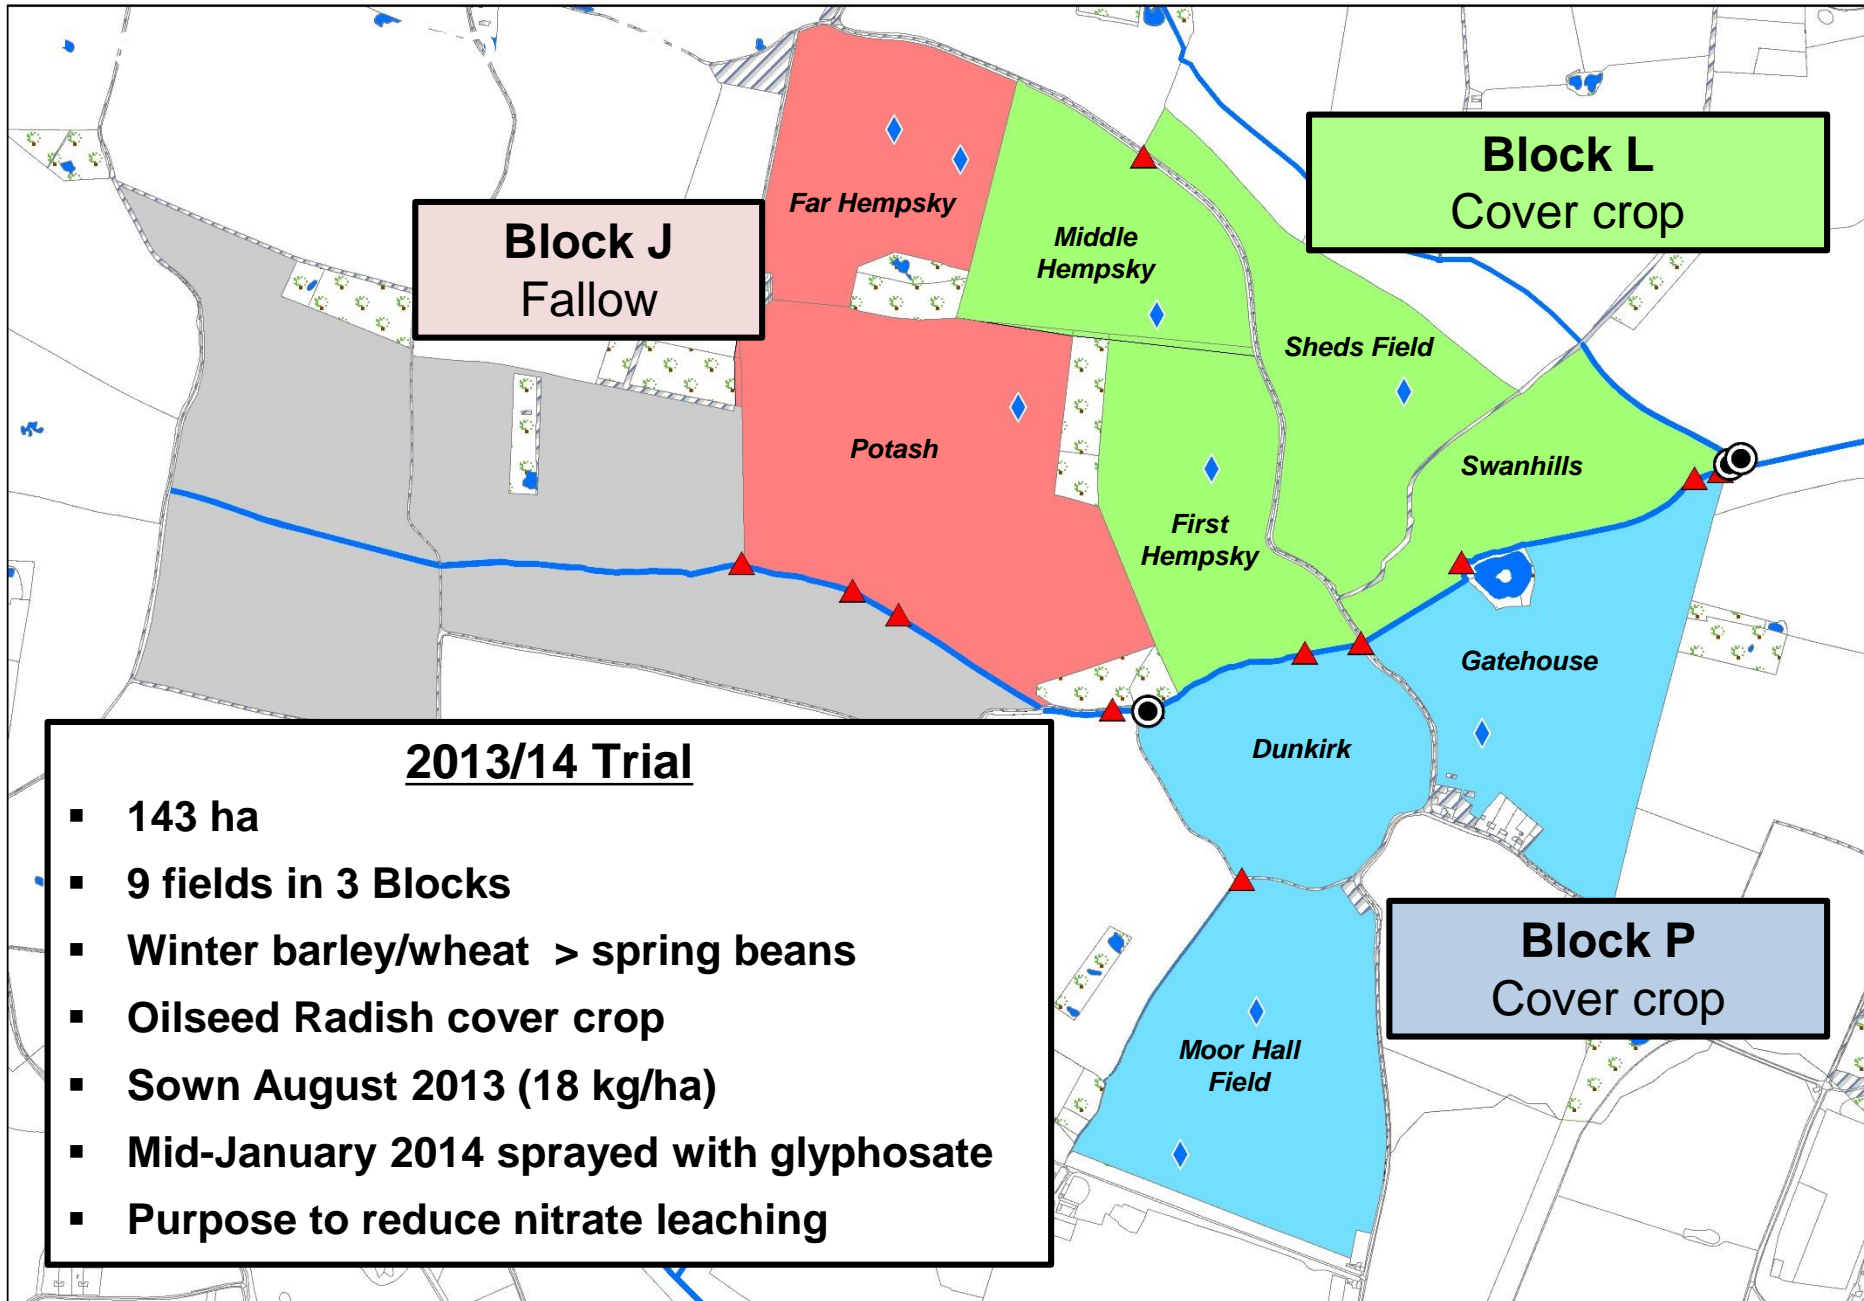 Block L
Cover crop
Far Hempsky
Block J
Fallow
Middle
Hempsky
Sheds Field
Potash
Swanhills
First
Hempsky
Gatehouse
Dunkirk
2013/14 Trial
▪ 143 ha
▪ 9 fields in 3 Blocks
▪ Winter barley/wheat > spring beans
▪ Oilseed Radish cover crop
▪ Sown August 2013 (18 kg/ha)
▪ Mid-January 2014 sprayed with glyphosate
▪ Purpose to reduce nitrate leaching
Block P
Cover crop
Moor Hall
Field